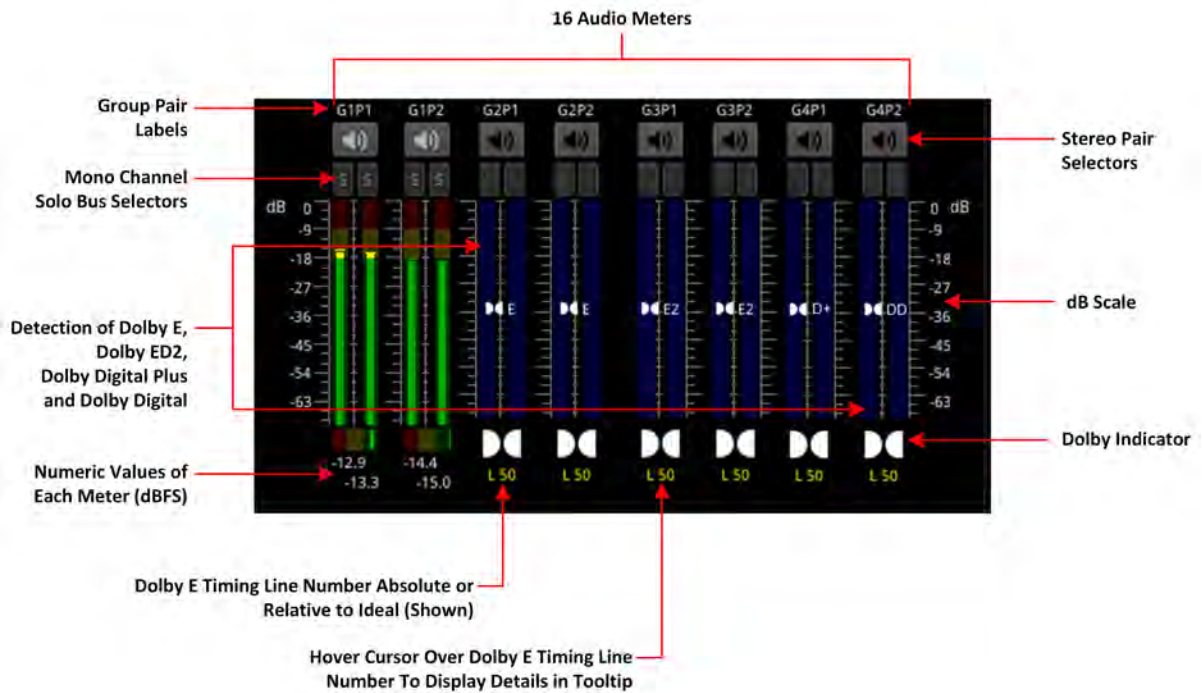 16 Audio Meters
Group Pair
Labels
G1P1 G1P2 G2P1 G2P2 G3P1 G3P2 G4P1 G4P2
Stereo Pair
Selectors
Mono Channel
Solo Bus Selectors
S S S S
dB 0 0 dB
-9 -9
-18 -18
-27 -27
-36 -36
-45 -45
-54 -54
-63 -63
E E E2 E2 D+ DD
dB Scale
Detection of Dolby E,
Dolby ED2,
Dolby Digital Plus
and Dolby Digital
Dolby Indicator
Numeric Values of
Each Meter (dBFS)
-12.9 -14.4
-13.3 -15.0
L 50 L 50 L 50 L 50 L 50 L 50
Dolby E Timing Line Number Absolute or
Relative to Ideal (Shown)
Hover Cursor Over Dolby E Timing Line
Number To Display Details in Tooltip